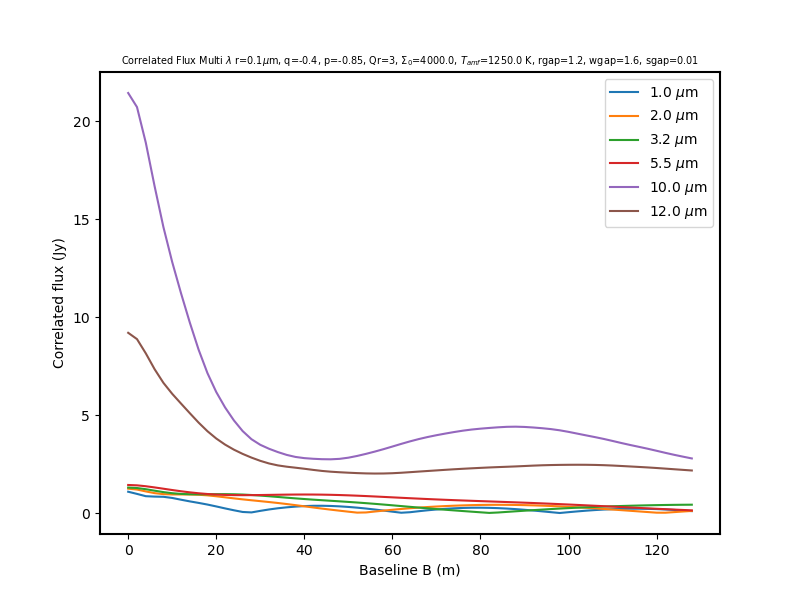 Correlated Flux Multi λ r=0.1μm, q=-0.4, p=-0.85, Qr=3, Σ₀=4000.0, T_amf=1250.0 K, rgap=1.2, wgap=1.6, sgap=0.01
1.0 μm
2.0 μm
3.2 μm
5.5 μm
10.0 μm
12.0 μm
20
15
10
5
0
Correlated flux (Jy)
0 20 40 60 80 100 120
Baseline B (m)